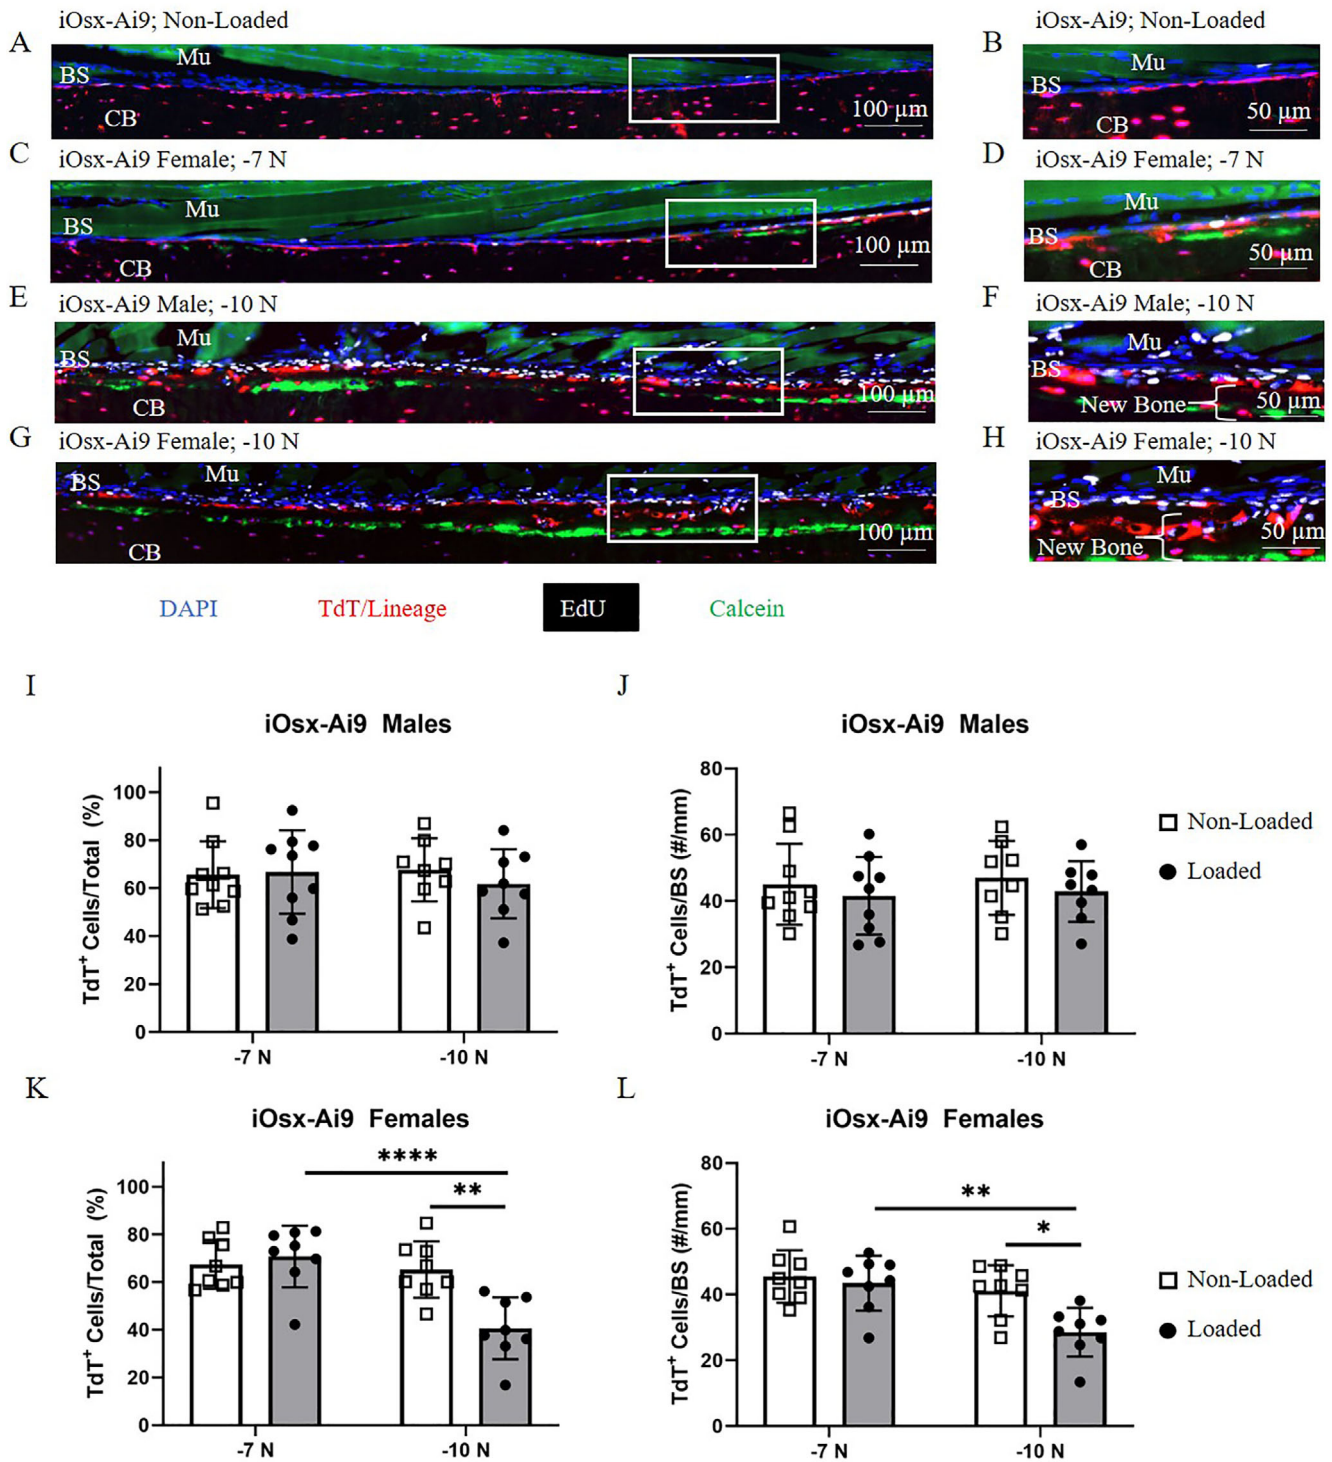 iOsx-Ai9; Non-Loaded
iOsx-Ai9; Non-Loaded
A
Mu
BS
CB
100 µm
B
Mu
BS
CB
50 µm
C
iOsx-Ai9 Female; -7 N
Mu
BS
CB
100 µm
D
iOsx-Ai9 Female; -7 N
Mu
BS
CB
50 µm
E
iOsx-Ai9 Male; -10 N
Mu
BS
CB
100 µm
F
iOsx-Ai9 Male; -10 N
Mu
BS
New Bone
50 µm
G
iOsx-Ai9 Female; -10 N
Mu
BS
CB
100 µm
H
iOsx-Ai9 Female; -10 N
Mu
BS
New Bone
50 µm
DAPI
TdT/Lineage
EdU
Calcein
I
iOsx-Ai9 Males
TdT+ Cells/Total (%)
100
80
60
40
20
0
-7 N
-10 N
J
iOsx-Ai9 Males
TdT+ Cells/BS (#/mm)
80
60
40
20
0
-7 N
-10 N
Non-Loaded
Loaded
K
iOsx-Ai9 Females
TdT+ Cells/Total (%)
100
80
60
40
20
0
****
**
-7 N
-10 N
L
iOsx-Ai9 Females
TdT+ Cells/BS (#/mm)
80
60
40
20
0
**
*
-7 N
-10 N
Non-Loaded
Loaded